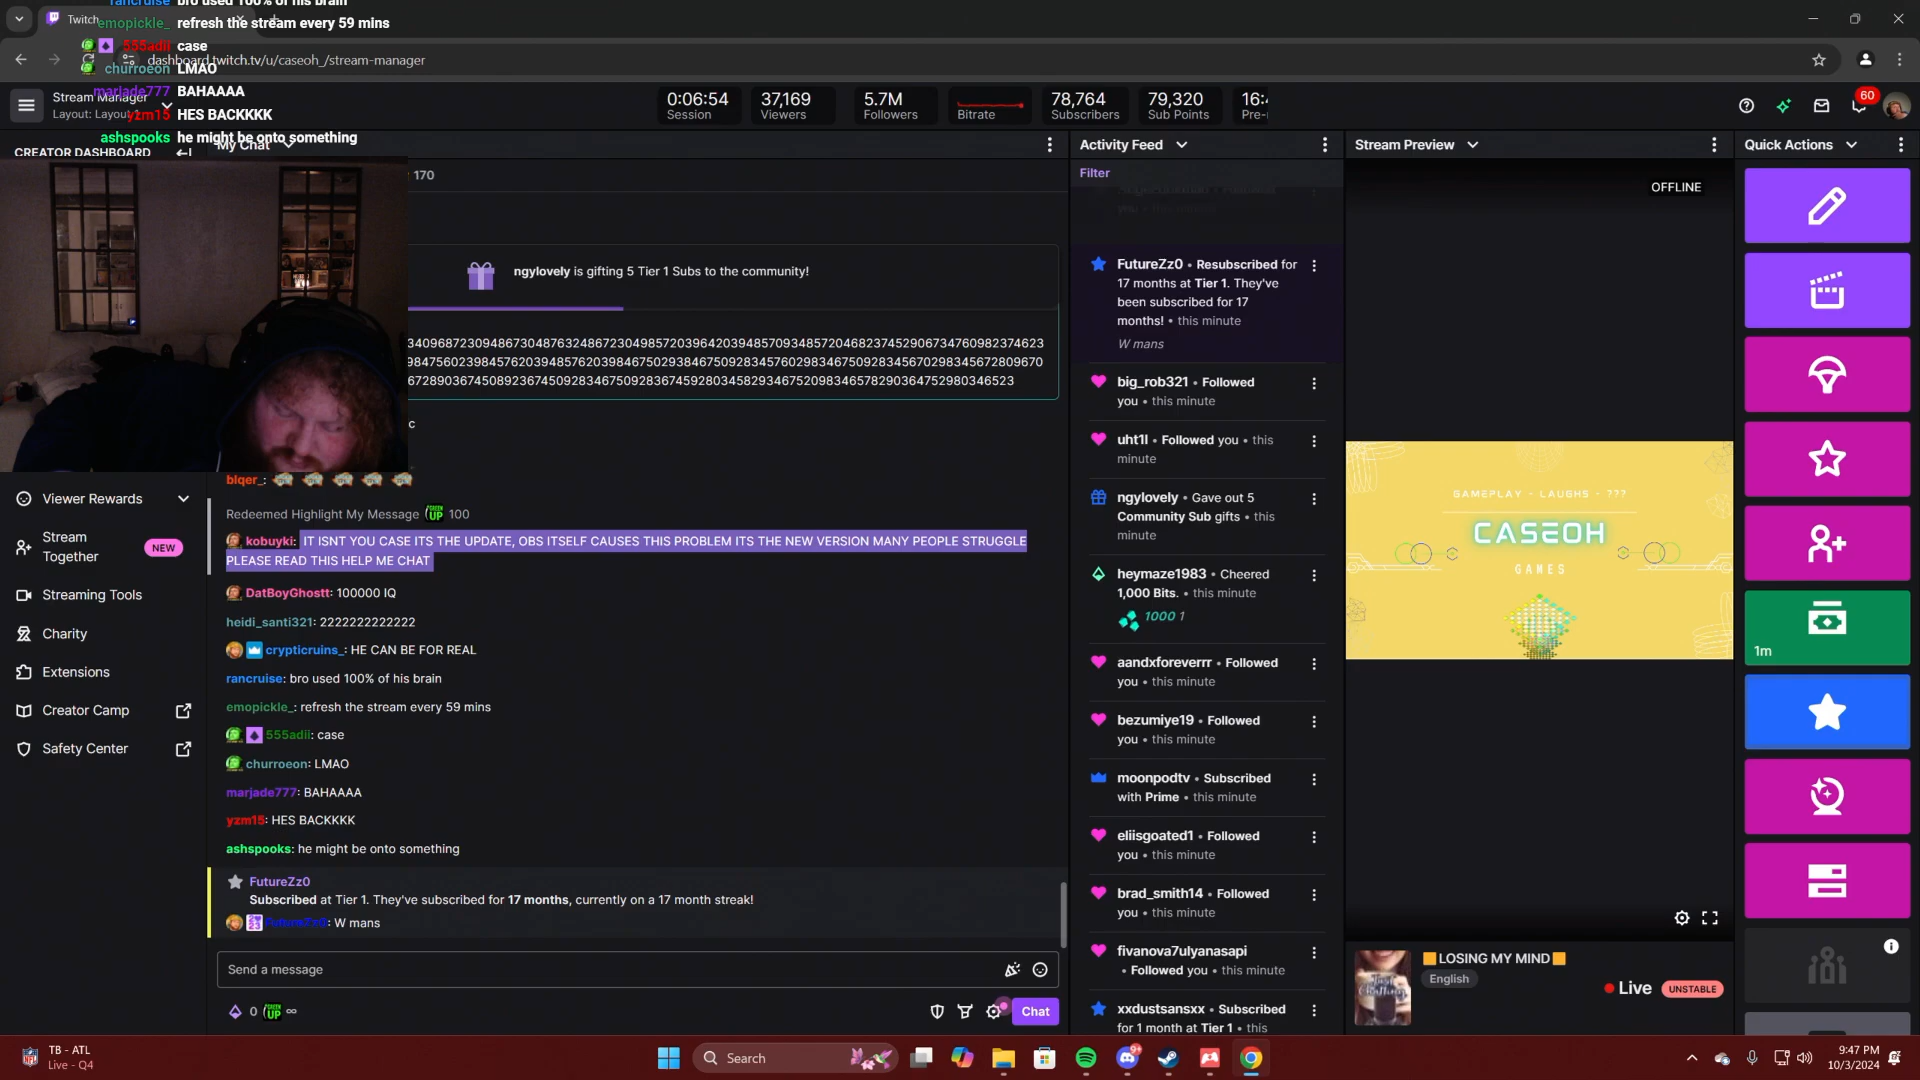 rancruise bro used 100% of his brain
emopickle_ refresh the stream every 59 mins
555adii case
churroeon LMAO
marjade777 BAHAAAA
yzm15 HES BACKKKK
ashspooks he might be onto something
Twitch
dashboard.twitch.tv/u/caseoh_/stream-manager
Stream Manager
Layout: Layout
0:06:54
Session
37,169
Viewers
5.7M
Followers
Bitrate
78,764
Subscribers
79,320
Sub Points
60
CREATOR DASHBOARD
My Chat
Activity Feed
Stream Preview
Quick Actions
170
ngylovely is gifting 5 Tier 1 Subs to the community!
c
blqer_:
Redeemed Highlight My Message 100
kobuyki: IT ISNT YOU CASE ITS THE UPDATE, OBS ITSELF CAUSES THIS PROBLEM ITS THE NEW VERSION MANY PEOPLE STRUGGLE
PLEASE READ THIS HELP ME CHAT
DatBoyGhostt: 100000 IQ
heidi_santi321: 2222222222222
crypticruins_: HE CAN BE FOR REAL
rancruise: bro used 100% of his brain
emopickle_: refresh the stream every 59 mins
555adii: case
churroeon: LMAO
marjade777: BAHAAAA
yzm15: HES BACKKKK
ashspooks: he might be onto something
FutureZz0
Subscribed at Tier 1. They've subscribed for 17 months, currently on a 17 month streak!
FutureZz0: W mans
Send a message
0
Chat
Viewer Rewards
Stream
Together
NEW
Streaming Tools
Charity
Extensions
Creator Camp
Safety Center
Filter
FutureZz0 • Resubscribed for
17 months at Tier 1. They've
been subscribed for 17
months! • this minute
W mans
big_rob321 • Followed
you • this minute
uht1l • Followed you • this
minute
ngylovely • Gave out 5
Community Sub gifts • this
minute
heymaze1983 • Cheered
1,000 Bits. • this minute
1000 1
aandxforeverrr • Followed
you • this minute
bezumiye19 • Followed
you • this minute
moonpodtv • Subscribed
with Prime • this minute
eliisgoated1 • Followed
you • this minute
brad_smith14 • Followed
you • this minute
fivanova7ulyanasapi
• Followed you • this minute
xxdustsansxx • Subscribed
for 1 month at Tier 1 • this
OFFLINE
GAMEPLAY - LAUGHS - ???
CASEOH
GAMES
LOSING MY MIND
English
Live
UNSTABLE
1m
TB - ATL
Live - Q4
Search
9:47 PM
10/3/2024